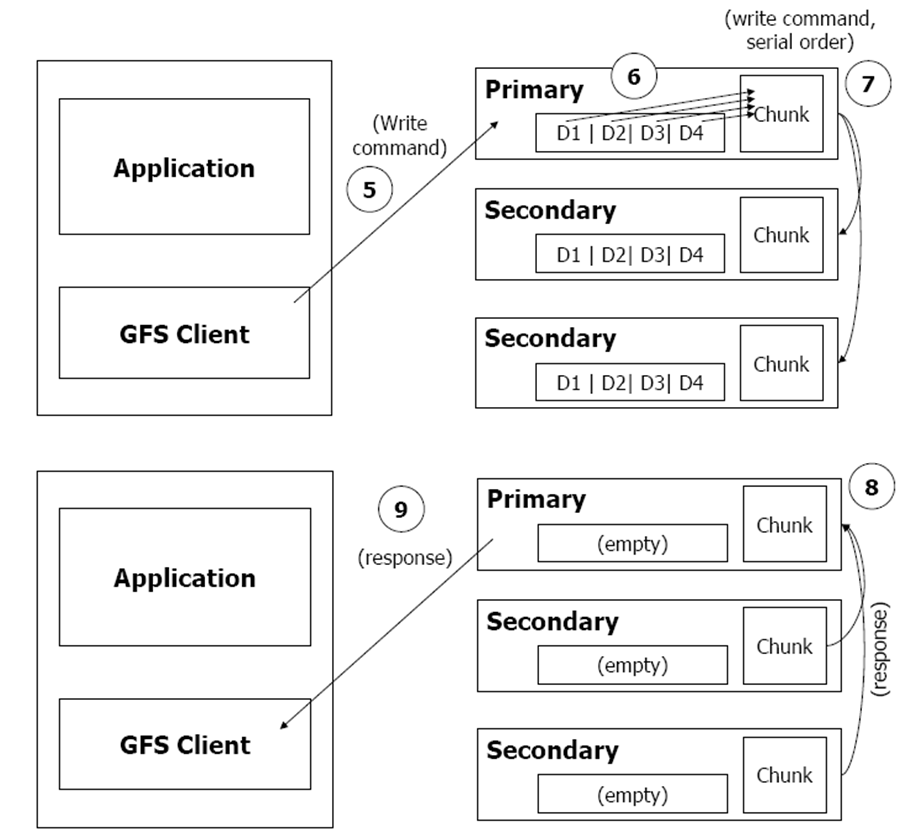 (write command,
serial order)
Application
GFS Client
(Write
command)
5
Primary
6
7
D1 | D2| D3| D4
Chunk
Secondary
D1 | D2| D3| D4
Chunk
Secondary
D1 | D2| D3| D4
Chunk
Application
GFS Client
9
(response)
Primary
8
(empty)
Chunk
Secondary
(empty)
Chunk
(response)
Secondary
(empty)
Chunk